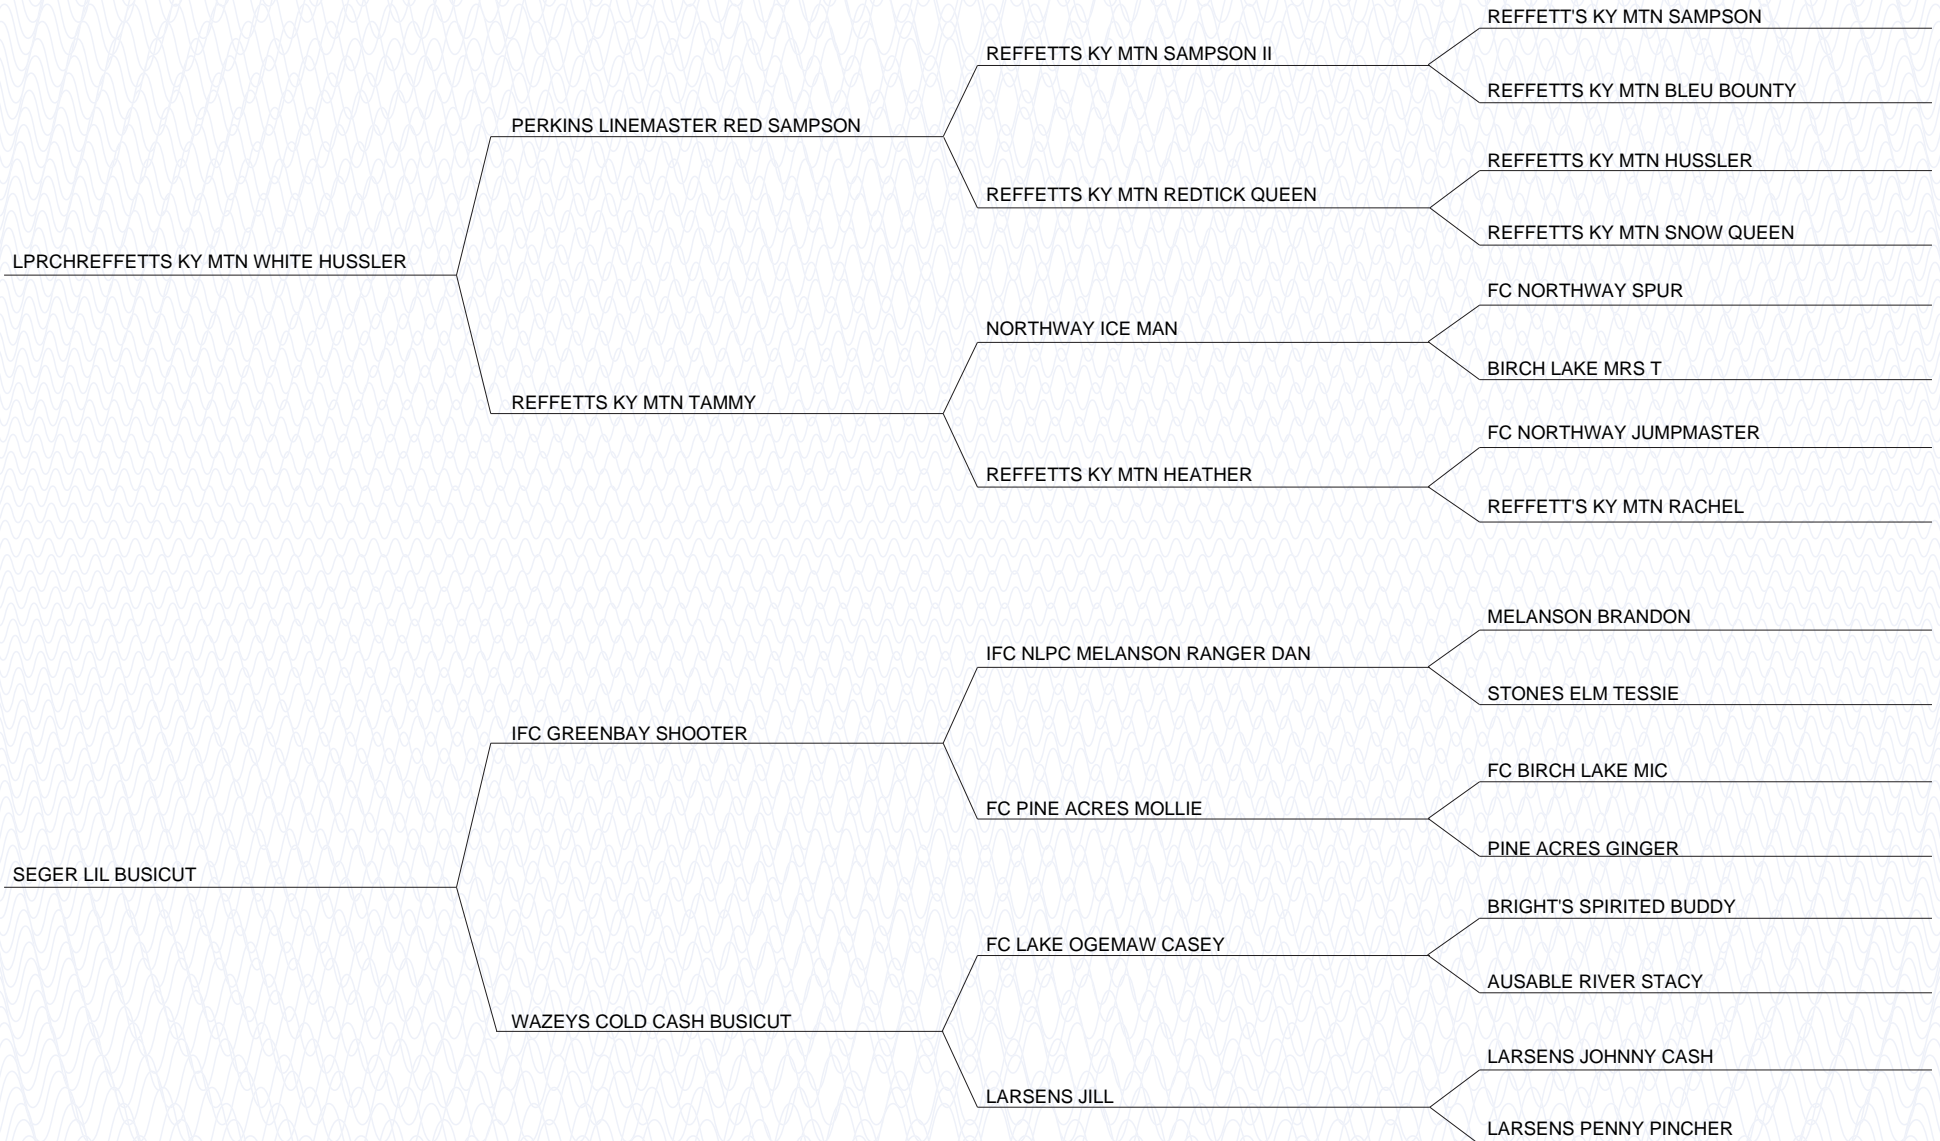 REFFETT'S KY MTN SAMPSON
REFFETTS KY MTN SAMPSON II
REFFETTS KY MTN BLEU BOUNTY
PERKINS LINEMASTER RED SAMPSON
REFFETTS KY MTN HUSSLER
REFFETTS KY MTN REDTICK QUEEN
REFFETTS KY MTN SNOW QUEEN
LPRCHREFFETTS KY MTN WHITE HUSSLER
FC NORTHWAY SPUR
NORTHWAY ICE MAN
BIRCH LAKE MRS T
REFFETTS KY MTN TAMMY
FC NORTHWAY JUMPMASTER
REFFETTS KY MTN HEATHER
REFFETT'S KY MTN RACHEL
MELANSON BRANDON
IFC NLPC MELANSON RANGER DAN
STONES ELM TESSIE
IFC GREENBAY SHOOTER
FC BIRCH LAKE MIC
FC PINE ACRES MOLLIE
PINE ACRES GINGER
SEGER LIL BUSICUT
BRIGHT'S SPIRITED BUDDY
FC LAKE OGEMAW CASEY
AUSABLE RIVER STACY
WAZEYS COLD CASH BUSICUT
LARSENS JOHNNY CASH
LARSENS JILL
LARSENS PENNY PINCHER